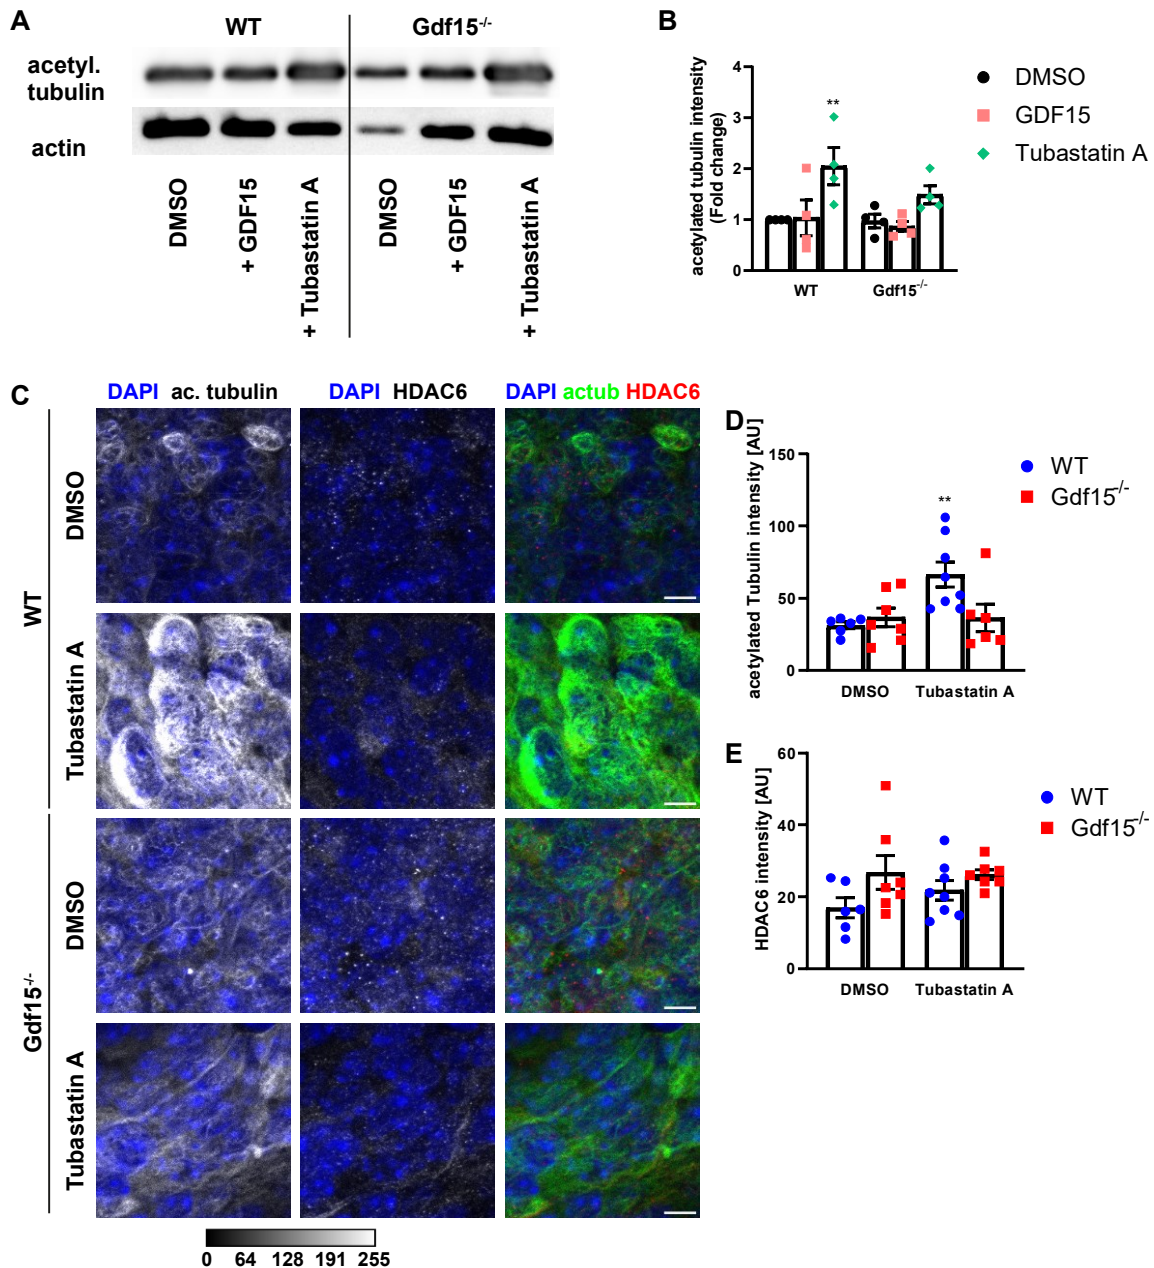 A
WT
Gdf15-/-
acetyl.
tubulin
actin
DMSO
+ GDF15
+ Tubastatin A
DMSO
+ GDF15
+ Tubastatin A
B
acetylated tubulin intensity
(Fold change)
4
3
2
1
0
**
WT
Gdf15-/-
DMSO
GDF15
Tubastatin A
C
DAPI ac. tubulin
DAPI HDAC6
DAPI actub HDAC6
WT
DMSO
Tubastatin A
Gdf15-/-
DMSO
Tubastatin A
0 64 128 191 255
D
acetylated Tubulin intensity [AU]
150
100
50
0
**
DMSO
Tubastatin A
WT
Gdf15-/-
E
HDAC6 intensity [AU]
60
40
20
0
DMSO
Tubastatin A
WT
Gdf15-/-